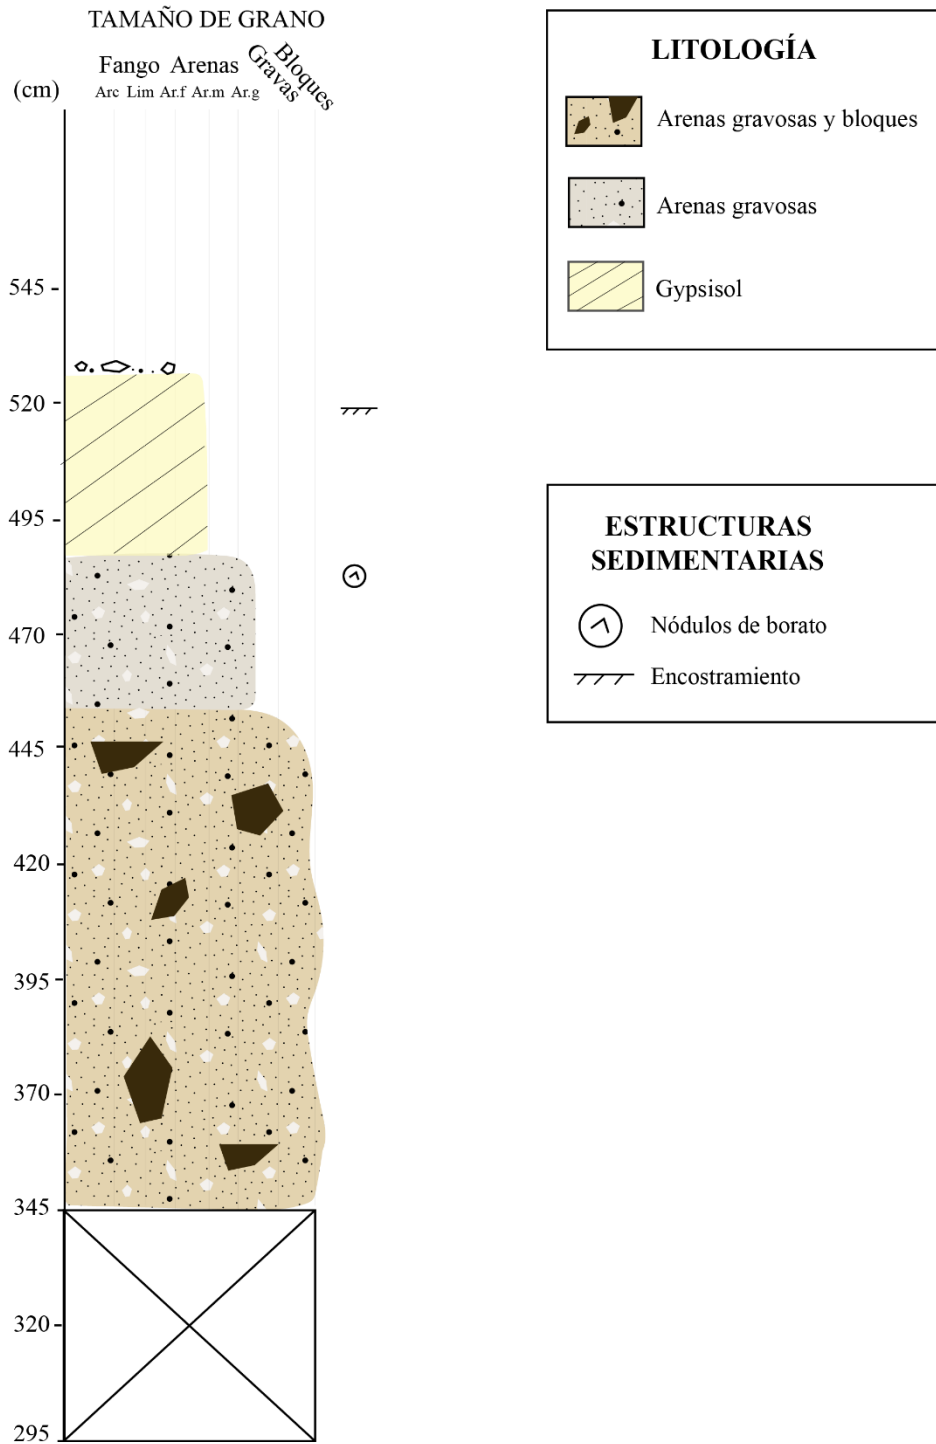 TAMAÑO DE GRANO
Fango Arenas Gravas Bloques
(cm) Arc Lim Ar.f Ar.m Ar.g
545
520
495
470
445
420
395
370
345
320
295
LITOLOGÍA
Arenas gravosas y bloques
Arenas gravosas
Gypsisol
ESTRUCTURAS
SEDIMENTARIAS
Nódulos de borato
Encostramiento